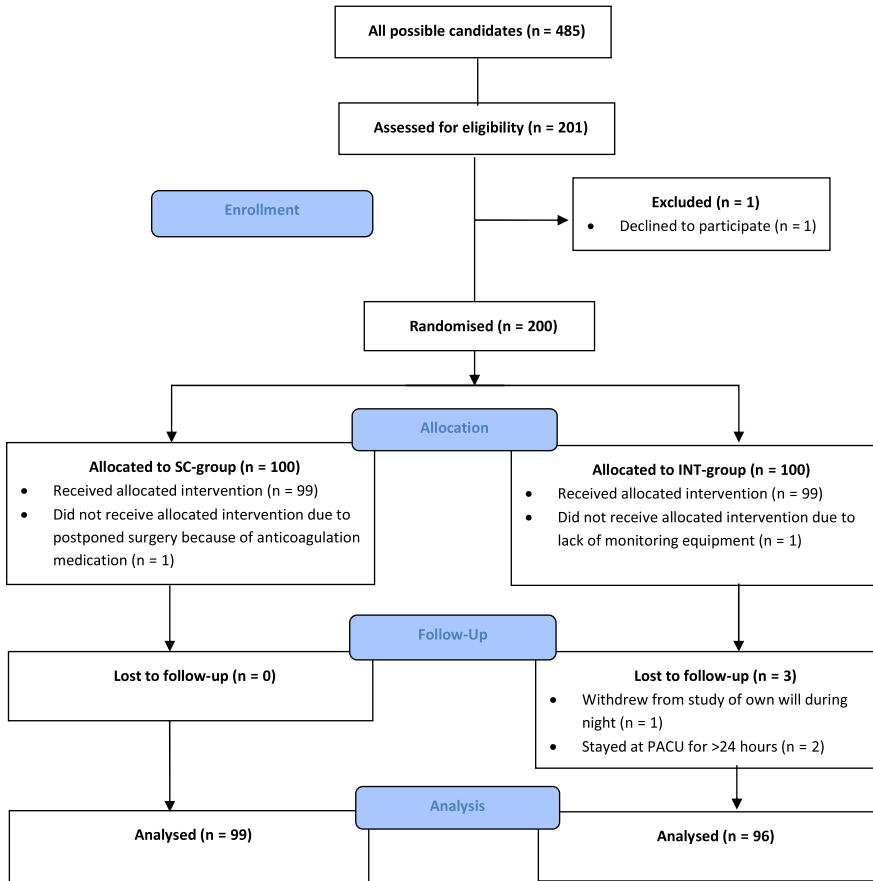 All possible candidates (n = 485)
Assessed for eligibility (n = 201)
Enrollment
Excluded (n = 1)
• Declined to participate (n = 1)
Randomised (n = 200)
Allocation
Allocated to SC-group (n = 100)
• Received allocated intervention (n = 99)
• Did not receive allocated intervention due to
postponed surgery because of anticoagulation
medication (n = 1)
Allocated to INT-group (n = 100)
• Received allocated intervention (n = 99)
• Did not receive allocated intervention due to
lack of monitoring equipment (n = 1)
Follow-Up
Lost to follow-up (n = 0)
Lost to follow-up (n = 3)
• Withdrew from study of own will during
night (n = 1)
• Stayed at PACU for >24 hours (n = 2)
Analysis
Analysed (n = 99)
Analysed (n = 96)